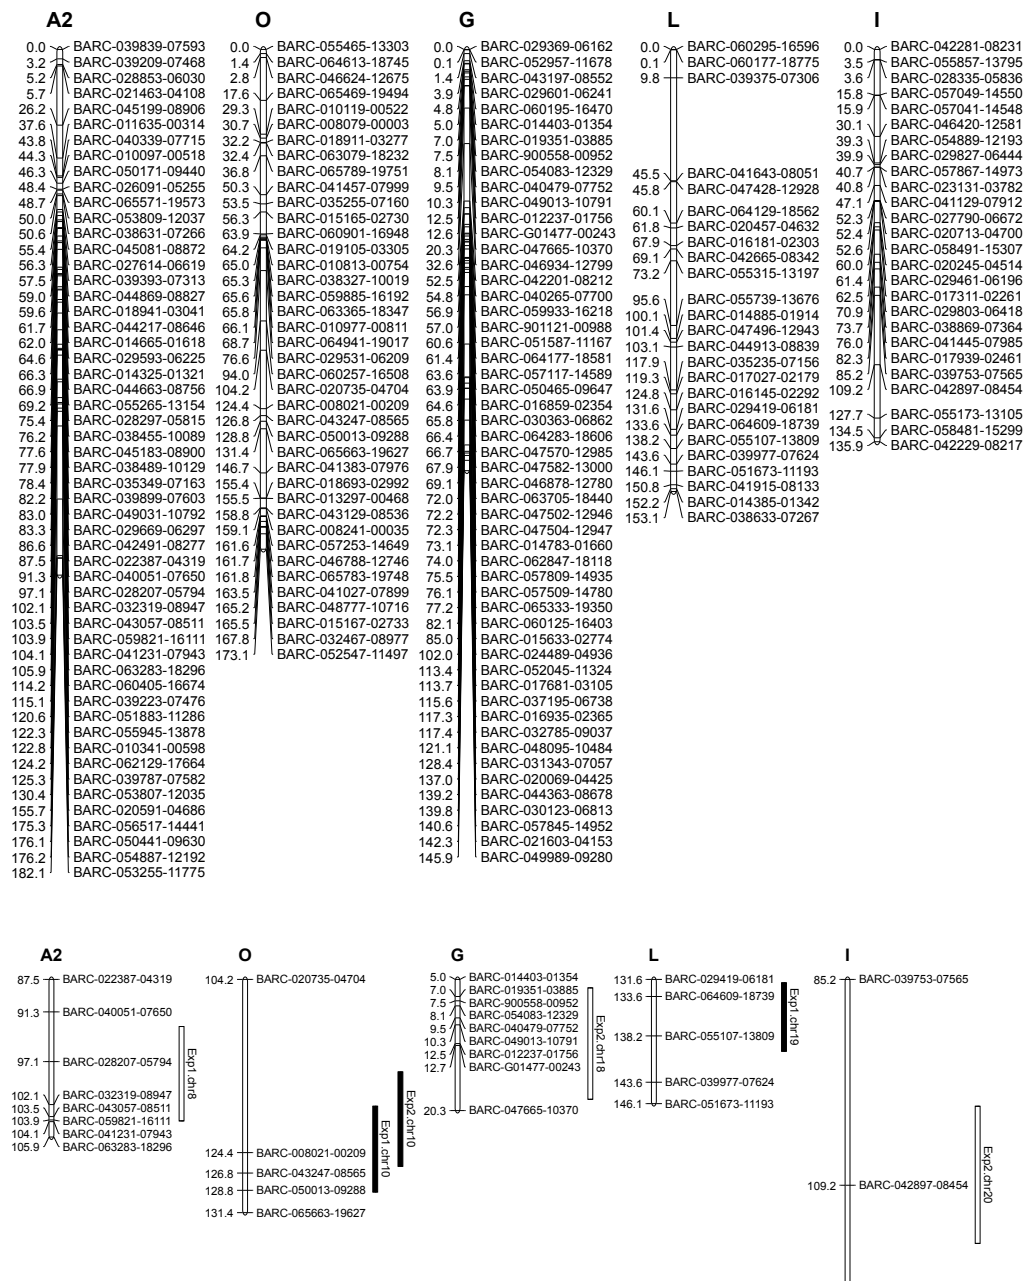 A2
0.0 BARC-039839-07593
3.2 BARC-039209-07468
5.2 BARC-028853-06030
5.7 BARC-021463-04108
26.2 BARC-045199-08906
37.6 BARC-011635-00314
43.8 BARC-040339-07715
44.3 BARC-010097-00518
46.3 BARC-050171-09440
48.4 BARC-026091-05255
48.7 BARC-065571-19573
50.0 BARC-053809-12037
50.6 BARC-038631-07266
55.4 BARC-045081-08872
56.3 BARC-027614-06619
57.5 BARC-039393-07313
59.0 BARC-044869-08827
59.6 BARC-018941-03041
61.7 BARC-044217-08646
62.0 BARC-014665-01618
64.6 BARC-029593-06225
66.3 BARC-014325-01321
66.9 BARC-044663-08756
69.2 BARC-055265-13154
75.4 BARC-028297-05815
76.2 BARC-038455-10089
77.6 BARC-045183-08900
77.9 BARC-038489-10129
78.4 BARC-035349-07163
82.2 BARC-039899-07603
83.0 BARC-049031-10792
83.3 BARC-029669-06297
86.6 BARC-042491-08277
87.5 BARC-022387-04319
91.3 BARC-040051-07650
97.1 BARC-028207-05794
102.1 BARC-032319-08947
103.5 BARC-043057-08511
103.9 BARC-059821-16111
104.1 BARC-041231-07943
105.9 BARC-063283-18296
114.2 BARC-060405-16674
115.1 BARC-039223-07476
120.6 BARC-051883-11286
122.3 BARC-055945-13878
122.8 BARC-010341-00598
124.2 BARC-062129-17664
125.3 BARC-039787-07582
130.4 BARC-053807-12035
155.7 BARC-020591-04686
175.3 BARC-056517-14441
176.1 BARC-050441-09630
176.2 BARC-054887-12192
182.1 BARC-053255-11775
O
0.0 BARC-055465-13303
1.4 BARC-064613-18745
2.8 BARC-046624-12675
17.6 BARC-065469-19494
29.3 BARC-010119-00522
30.7 BARC-008079-00003
32.2 BARC-018911-03277
32.4 BARC-063079-18232
36.8 BARC-065789-19751
50.3 BARC-041457-07999
53.5 BARC-035255-07160
56.3 BARC-015165-02730
63.9 BARC-060901-16948
64.2 BARC-019105-03305
65.0 BARC-010813-00754
65.3 BARC-038327-10019
65.6 BARC-059885-16192
65.8 BARC-063365-18347
66.1 BARC-010977-00811
68.7 BARC-064941-19017
76.6 BARC-029531-06209
94.0 BARC-060257-16508
104.2 BARC-020735-04704
124.4 BARC-008021-00209
126.8 BARC-043247-08565
128.8 BARC-050013-09288
131.4 BARC-065663-19627
146.7 BARC-041383-07976
155.4 BARC-018693-02992
155.5 BARC-013297-00468
158.8 BARC-043129-08536
159.1 BARC-008241-00035
161.6 BARC-057253-14649
161.7 BARC-046788-12746
161.8 BARC-065783-19748
163.5 BARC-041027-07899
165.2 BARC-048777-10716
165.5 BARC-015167-02733
167.8 BARC-032467-08977
173.1 BARC-052547-11497
G
0.0 BARC-029369-06162
0.1 BARC-052957-11678
1.4 BARC-043197-08552
3.9 BARC-029601-06241
4.8 BARC-060195-16470
5.0 BARC-014403-01354
7.0 BARC-019351-03885
7.5 BARC-900558-00952
8.1 BARC-054083-12329
9.5 BARC-040479-07752
10.3 BARC-049013-10791
12.5 BARC-012237-01756
12.6 BARC-G01477-00243
20.3 BARC-047665-10370
32.6 BARC-046934-12799
52.5 BARC-042201-08212
54.8 BARC-040265-07700
56.9 BARC-059933-16218
57.0 BARC-901121-00988
60.6 BARC-051587-11167
61.4 BARC-064177-18581
63.6 BARC-057117-14589
63.9 BARC-050465-09647
64.6 BARC-016859-02354
65.8 BARC-030363-06862
66.4 BARC-064283-18606
66.7 BARC-047570-12985
67.9 BARC-047582-13000
69.1 BARC-046878-12780
72.0 BARC-063705-18440
72.2 BARC-047502-12946
72.3 BARC-047504-12947
73.1 BARC-014783-01660
74.0 BARC-062847-18118
75.5 BARC-057809-14935
76.1 BARC-057509-14780
77.2 BARC-065333-19350
82.1 BARC-060125-16403
85.0 BARC-015633-02774
102.0 BARC-024489-04936
113.4 BARC-052045-11324
113.7 BARC-017681-03105
115.6 BARC-037195-06738
117.3 BARC-016935-02365
117.4 BARC-032785-09037
121.1 BARC-048095-10484
128.4 BARC-031343-07057
137.0 BARC-020069-04425
139.2 BARC-044363-08678
139.8 BARC-030123-06813
140.6 BARC-057845-14952
142.3 BARC-021603-04153
145.9 BARC-049989-09280
L
0.0 BARC-060295-16596
0.1 BARC-060177-18775
9.8 BARC-039375-07306
45.5 BARC-041643-08051
45.8 BARC-047428-12928
60.1 BARC-064129-18562
61.8 BARC-020457-04632
67.9 BARC-016181-02303
69.1 BARC-042665-08342
73.2 BARC-055315-13197
95.6 BARC-055739-13676
100.1 BARC-014885-01914
101.4 BARC-047496-12943
103.1 BARC-044913-08839
117.9 BARC-035235-07156
119.3 BARC-017027-02179
124.8 BARC-016145-02292
131.6 BARC-029419-06181
133.6 BARC-064609-18739
138.2 BARC-055107-13809
143.6 BARC-039977-07624
146.1 BARC-051673-11193
150.8 BARC-041915-08133
152.2 BARC-014385-01342
153.1 BARC-038633-07267
I
0.0 BARC-042281-08231
3.5 BARC-055857-13795
3.6 BARC-028335-05836
15.8 BARC-057049-14550
15.9 BARC-057041-14548
30.1 BARC-046420-12581
39.3 BARC-054889-12193
39.9 BARC-029827-06444
40.7 BARC-057867-14973
40.8 BARC-023131-03782
47.1 BARC-041129-07912
52.3 BARC-027790-06672
52.4 BARC-020713-04700
52.6 BARC-058491-15307
60.0 BARC-020245-04514
61.4 BARC-029461-06196
62.5 BARC-017311-02261
70.9 BARC-029803-06418
73.7 BARC-038869-07364
76.0 BARC-041445-07985
82.3 BARC-017939-02461
85.2 BARC-039753-07565
109.2 BARC-042897-08454
127.7 BARC-055173-13105
134.5 BARC-058481-15299
135.9 BARC-042229-08217
A2
87.5 BARC-022387-04319
91.3 BARC-040051-07650
97.1 BARC-028207-05794
102.1 BARC-032319-08947
103.5 BARC-043057-08511
103.9 BARC-059821-16111
104.1 BARC-041231-07943
105.9 BARC-063283-18296
Exp1.chr8
O
104.2 BARC-020735-04704
124.4 BARC-008021-00209
126.8 BARC-043247-08565
128.8 BARC-050013-09288
131.4 BARC-065663-19627
Exp1.chr10
Exp2.chr10
G
5.0 BARC-014403-01354
7.0 BARC-019351-03885
7.5 BARC-900558-00952
8.1 BARC-054083-12329
9.5 BARC-040479-07752
10.3 BARC-049013-10791
12.5 BARC-012237-01756
12.7 BARC-G01477-00243
20.3 BARC-047665-10370
Exp2.chr18
L
131.6 BARC-029419-06181
133.6 BARC-064609-18739
138.2 BARC-055107-13809
143.6 BARC-039977-07624
146.1 BARC-051673-11193
Exp1.chr19
I
85.2 BARC-039753-07565
109.2 BARC-042897-08454
Exp2.chr20